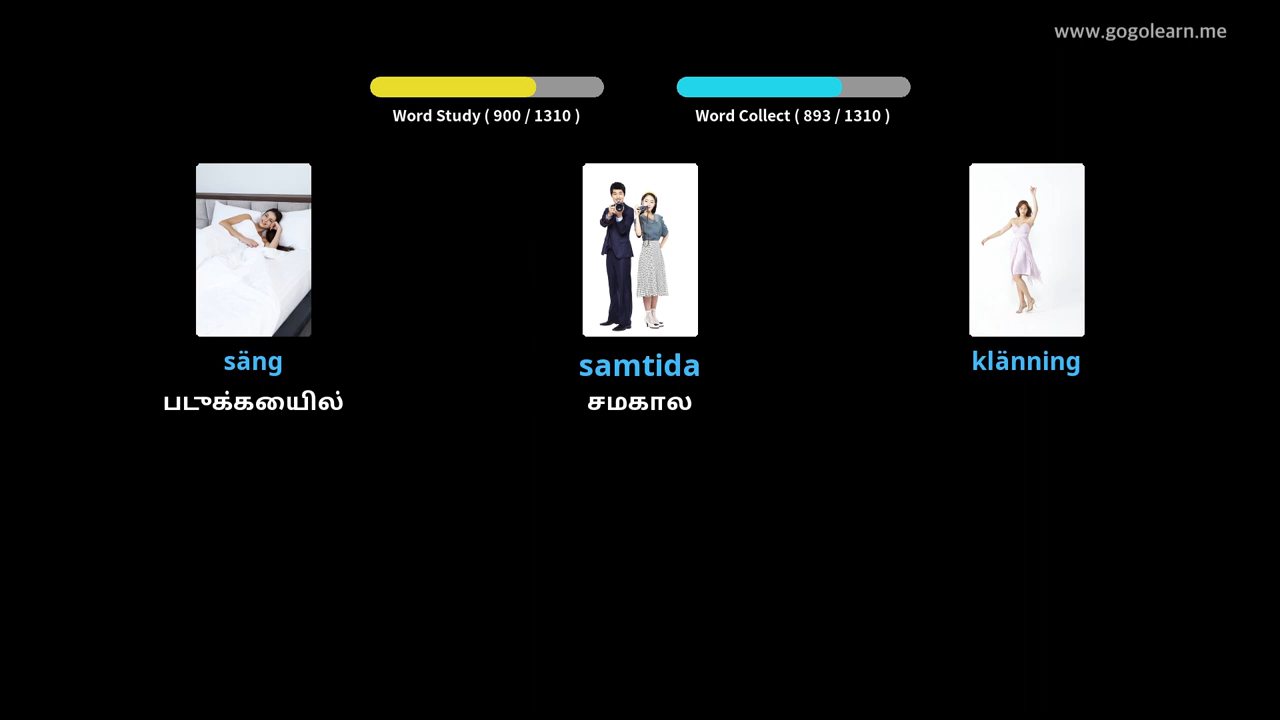 www.gogolearn.me
Word Study ( 900 / 1310 )
Word Collect ( 893 / 1310 )
säng
samtida
klänning
படுக்கையில்
சமகால